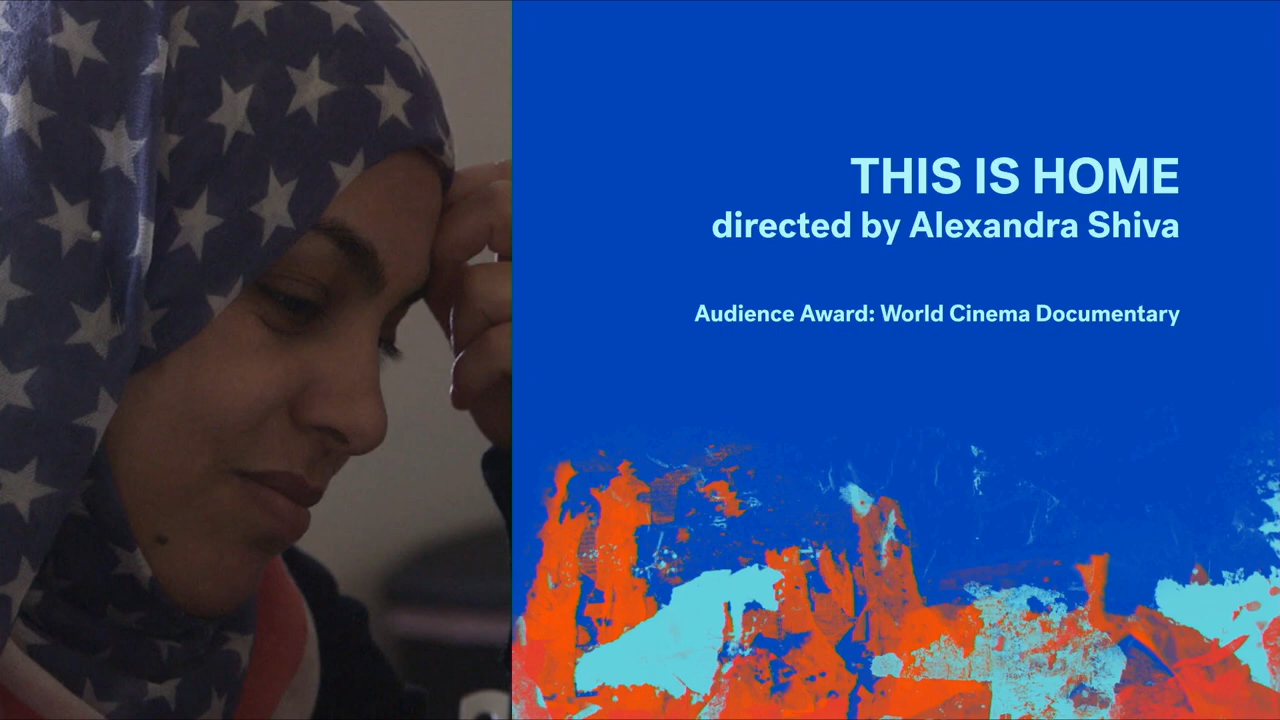 THIS IS HOME
directed by Alexandra Shiva
Audience Award: World Cinema Documentary